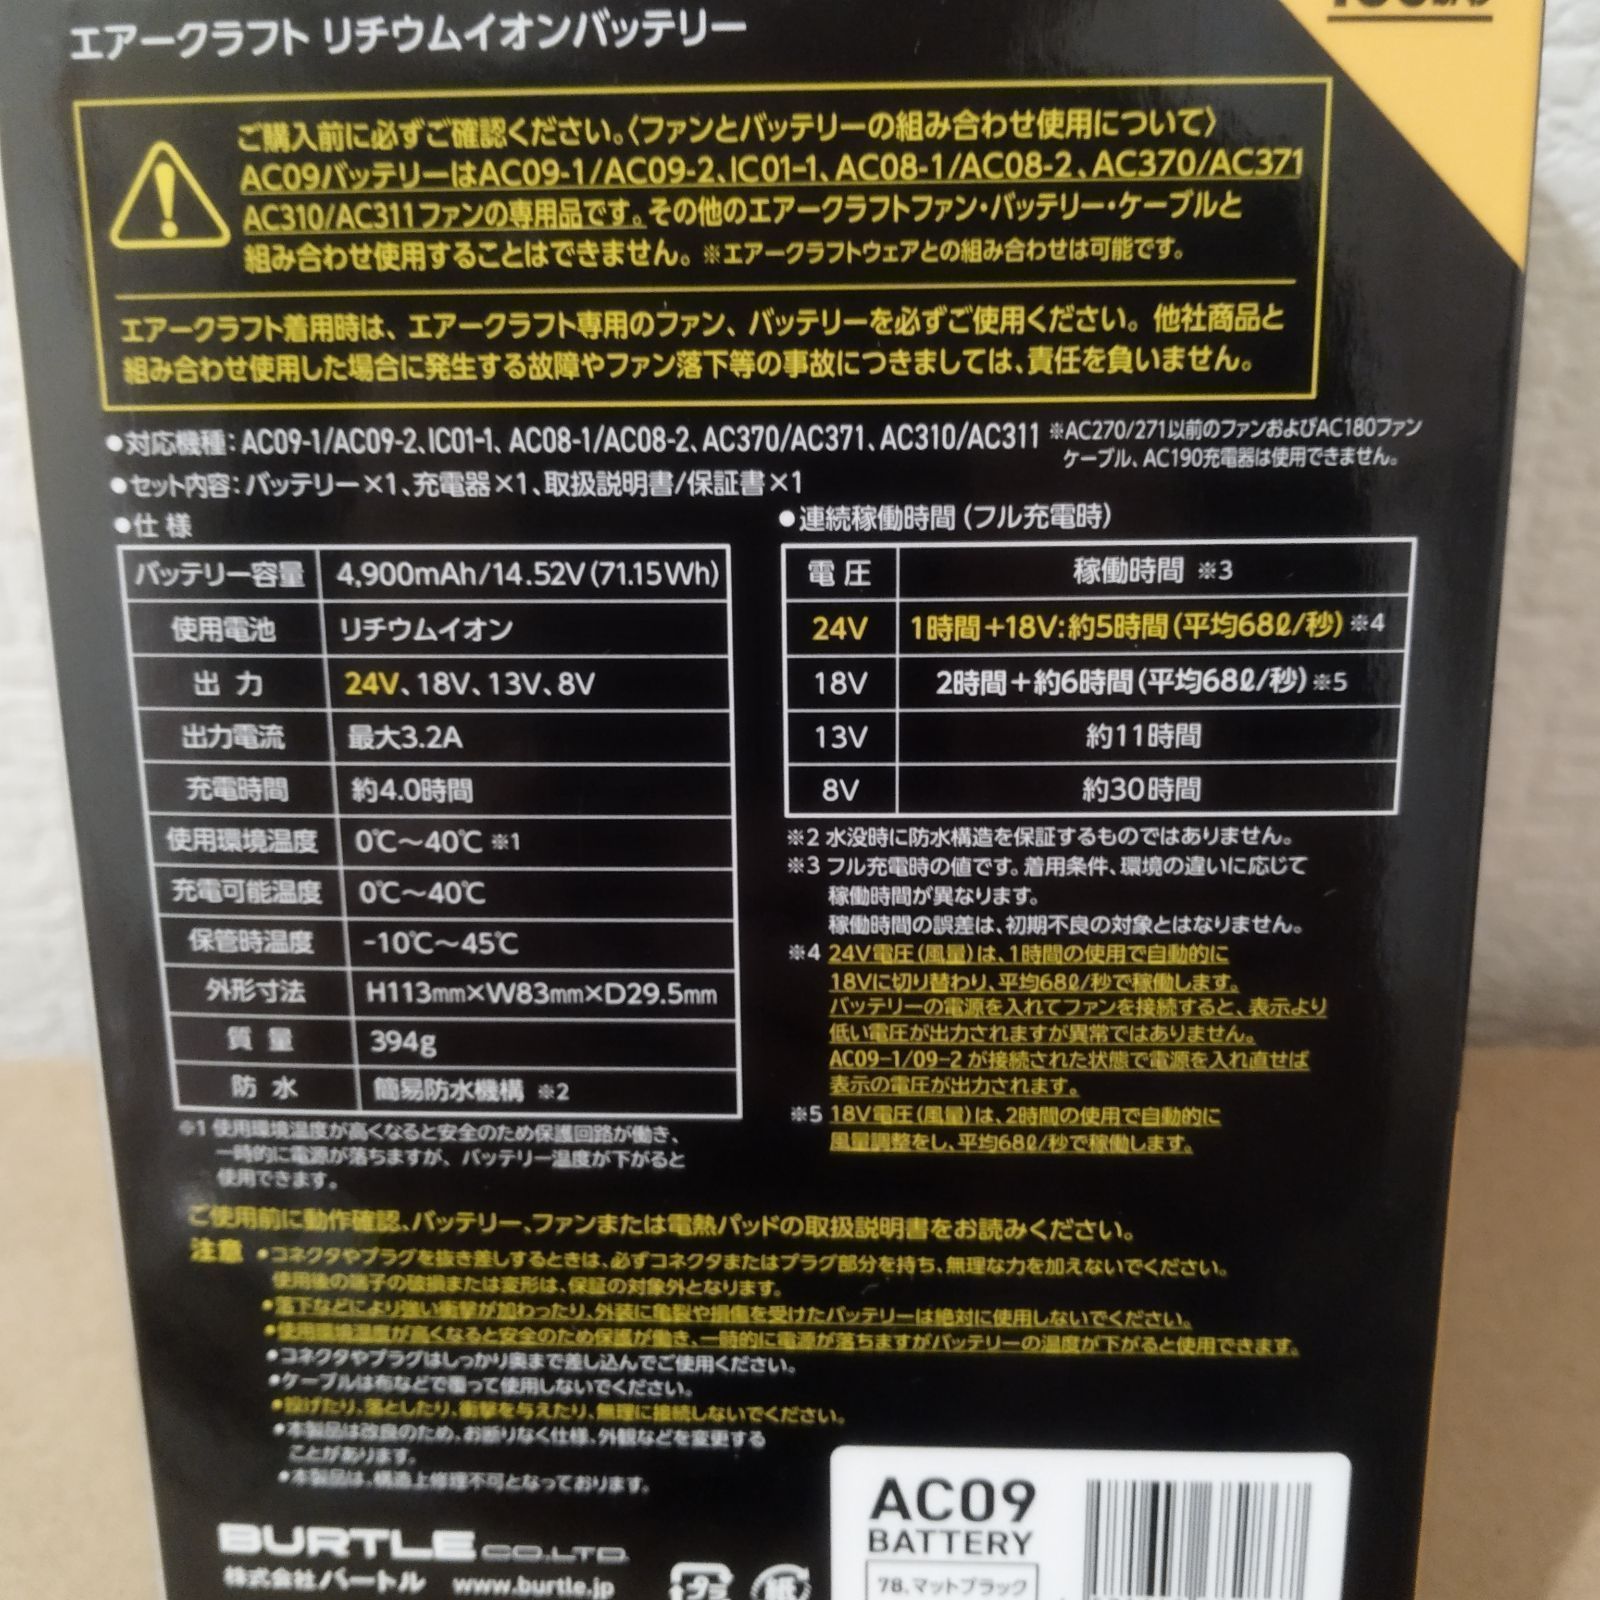 エアークラフト リチウムイオンバッテリー
ご購入前に必ずご確認ください。〈ファンとバッテリーの組み合わせ使用について〉
AC09バッテリーはAC09-1/AC09-2、IC01-1、AC08-1/AC08-2、AC370/AC371
AC310/AC311ファンの専用品です。その他のエアークラフトファン・バッテリー・ケーブルと
組み合わせ使用することはできません。※エアークラフトウェアとの組み合わせは可能です。
エアークラフト着用時は、エアークラフト専用のファン、バッテリーを必ずご使用ください。他社商品と
組み合わせ使用した場合に発生する故障やファン落下等の事故につきましては、責任を負いません。
●対応機種：AC09-1/AC09-2、IC01-1、AC08-1/AC08-2、AC370/AC371、AC310/AC311 ※AC270/271以前のファンおよびAC180ファン
ケーブル、AC190充電器は使用できません。
●セット内容：バッテリー×1、充電器×1、取扱説明書/保証書×1
●仕様
バッテリー容量 4,900mAh/14.52V(71.15Wh)
使用電池 リチウムイオン
出力 24V、18V、13V、8V
出力電流 最大3.2A
充電時間 約4.0時間
使用環境温度 0℃～40℃ ※1
充電可能温度 0℃～40℃
保管時温度 -10℃～45℃
外形寸法 H113mm×W83mm×D29.5mm
質量 394g
防水 簡易防水機構 ※2
※1 使用環境温度が高くなると安全のため保護回路が働き、
一時的に電源が落ちますが、バッテリー温度が下がると
使用できます。
●連続稼働時間（フル充電時）
電圧 稼働時間 ※3
24V 1時間＋18V：約5時間（平均68ℓ/秒）※4
18V 2時間＋約6時間（平均68ℓ/秒）※5
13V 約11時間
8V 約30時間
※2 水没時に防水構造を保証するものではありません。
※3 フル充電時の値です。着用条件、環境の違いに応じて
稼働時間が異なります。
稼働時間の誤差は、初期不良の対象とはなりません。
※4 24V電圧（風量）は、1時間の使用で自動的に
18Vに切り替わり、平均68ℓ/秒で稼働します。
バッテリーの電源を入れてファンを接続すると、表示より
低い電圧が出力されますが異常ではありません。
AC09-1/09-2 が接続された状態で電源を入れ直せば
表示の電圧が出力されます。
※5 18V電圧（風量）は、2時間の使用で自動的に
風量調整をし、平均68ℓ/秒で稼働します。
ご使用前に動作確認、バッテリー、ファンまたは電熱パッドの取扱説明書をお読みください。
注意 ●コネクタやプラグを抜き差しするときは、必ずコネクタまたはプラグ部分を持ち、無理な力を加えないでください。
使用後の端子の破損または変形は、保証の対象外となります。
●落下などにより強い衝撃が加わったり、外装に亀裂や損傷を受けたバッテリーは絶対に使用しないでください。
●使用環境温度が高くなると安全のため保護が働き、一時的に電源が落ちますがバッテリーの温度が下がると使用できます。
●コネクタやプラグはしっかり奥まで差し込んでご使用ください。
●ケーブルは布などで覆って使用しないでください。
●投げたり、落としたり、衝撃を与えたり、無理に接続しないでください。
●本製品は改良のため、お断りなく仕様、外観などを変更する
ことがあります。
●本製品は、構造上修理不可となっております。
BURTLE CO.,LTD.
株式会社バートル www.burtle.jp
プラ
紙
AC09
BATTERY
78、マットブラック